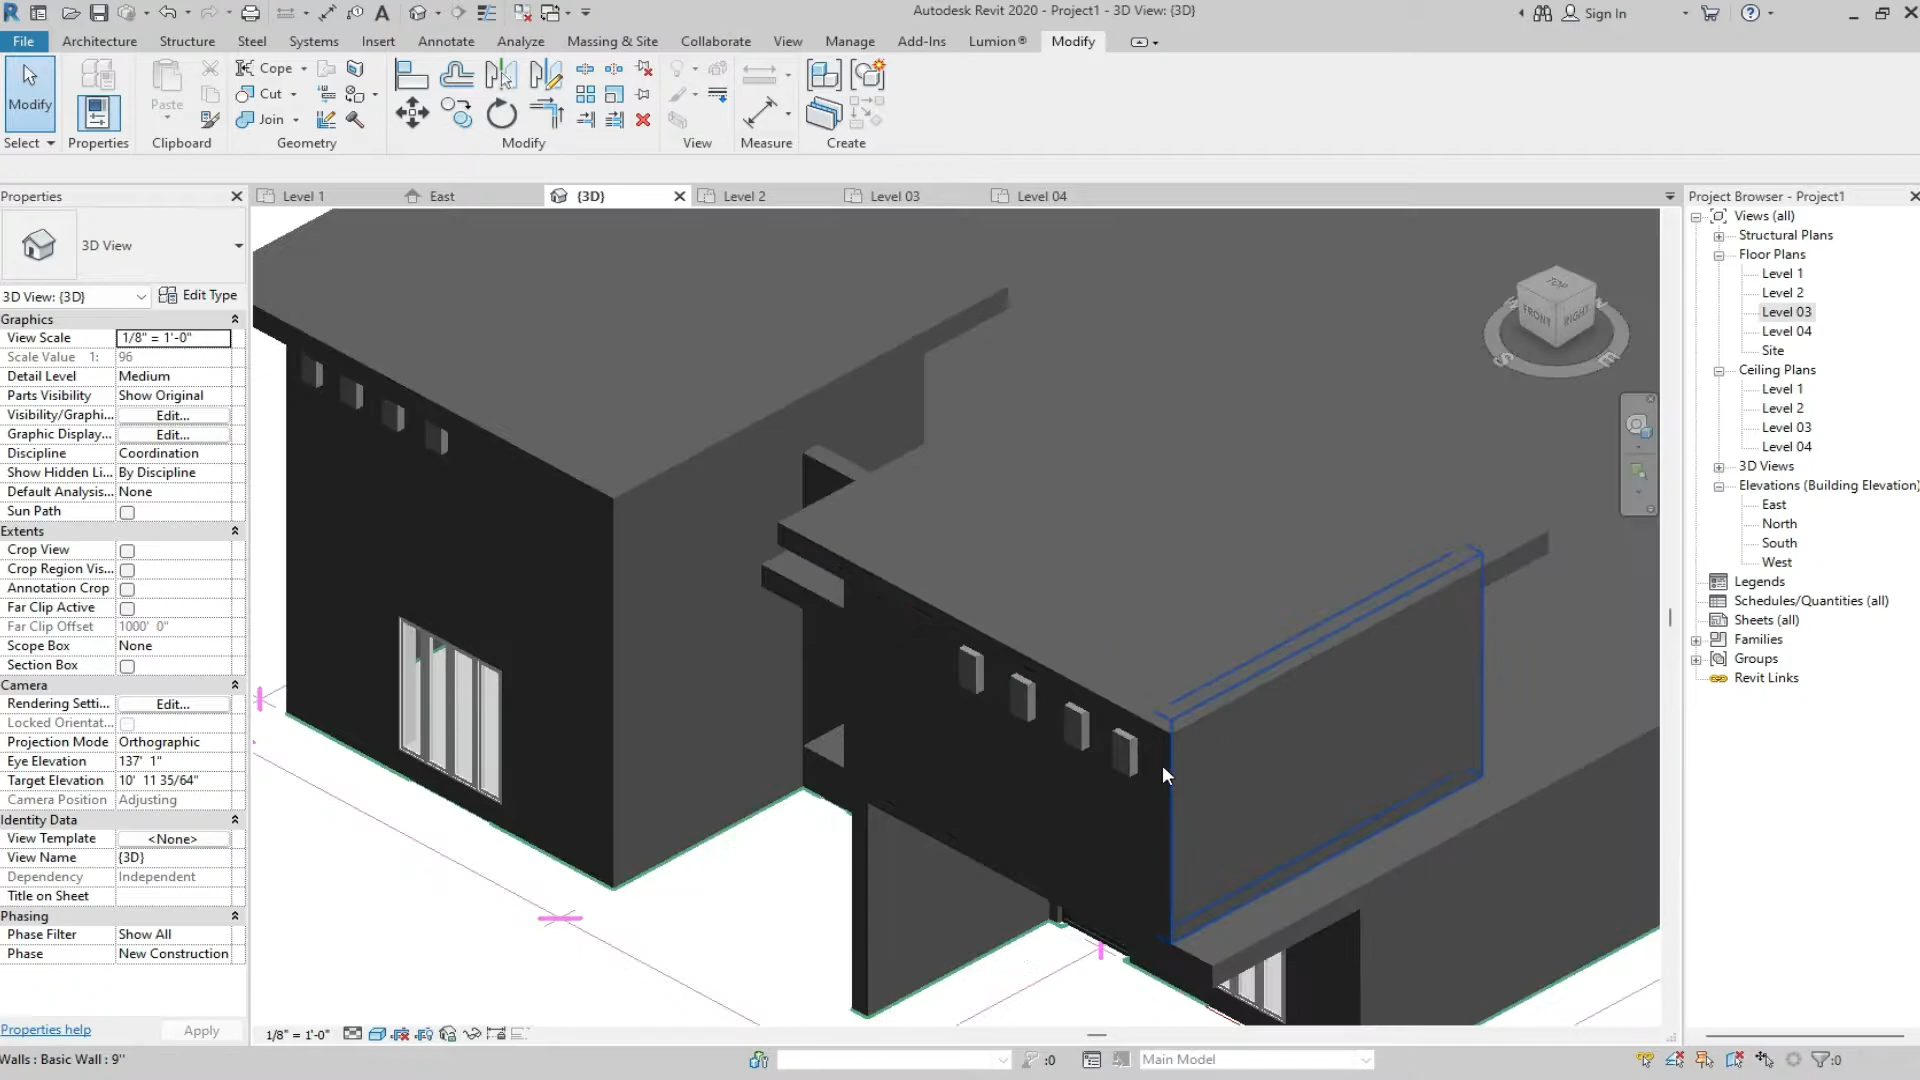 Autodesk Revit 2020 - Project1 - 3D View: {3D}
Sign In
File Architecture Structure Steel Systems Insert Annotate Analyze Massing & Site Collaborate View Manage Add-Ins Lumion® Modify
Modify
Paste
Cope
Cut
Join
Select Properties Clipboard Geometry Modify View Measure Create
Properties
Level 1 East {3D} Level 2 Level 03 Level 04
3D View
3D View: {3D} Edit Type
Graphics
View Scale 1/8" = 1'-0"
Scale Value 1: 96
Detail Level Medium
Parts Visibility Show Original
Visibility/Graphi... Edit...
Graphic Display... Edit...
Discipline Coordination
Show Hidden Li... By Discipline
Default Analysis... None
Sun Path
Extents
Crop View
Crop Region Vis...
Annotation Crop
Far Clip Active
Far Clip Offset 1000' 0"
Scope Box None
Section Box
Camera
Rendering Setti... Edit...
Locked Orientat...
Projection Mode Orthographic
Eye Elevation 137' 1"
Target Elevation 10' 11 35/64"
Camera Position Adjusting
Identity Data
View Template <None>
View Name {3D}
Dependency Independent
Title on Sheet
Phasing
Phase Filter Show All
Phase New Construction
Properties help Apply
TOP
FRONT RIGHT
S E
Project Browser - Project1
Views (all)
Structural Plans
Floor Plans
Level 1
Level 2
Level 03
Level 04
Site
Ceiling Plans
Level 1
Level 2
Level 03
Level 04
3D Views
Elevations (Building Elevation)
East
North
South
West
Legends
Schedules/Quantities (all)
Sheets (all)
Families
Groups
Revit Links
1/8" = 1'-0"
Walls : Basic Wall : 9"
:0
Main Model
:0